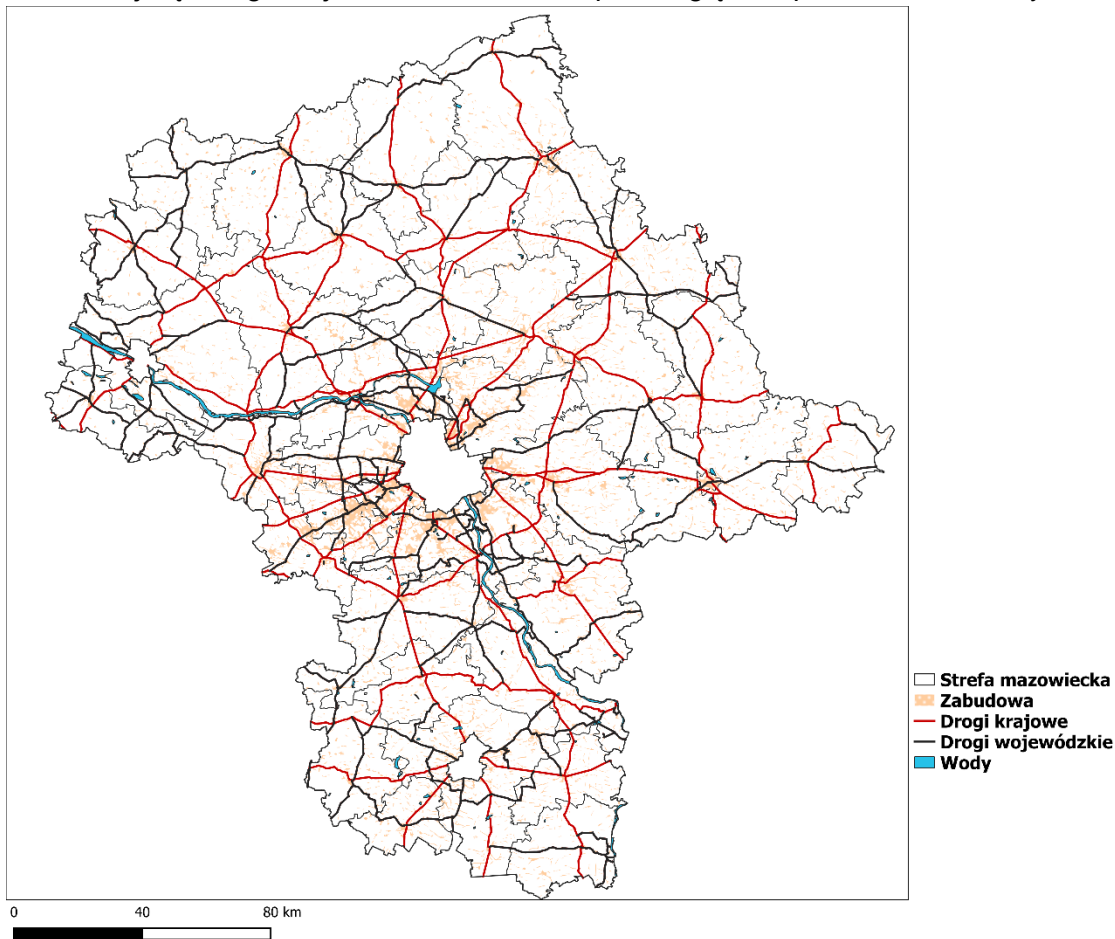 Strefa mazowiecka
Zabudowa
Drogi krajowe
Drogi wojewódzkie
Wody
0 40 80 km